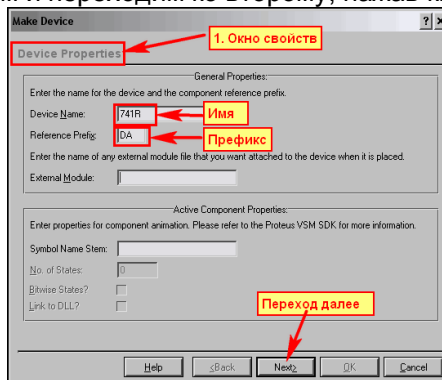 и переходим ко второму, нажав к
Make Device
1. Окно свойств
Device Properties
General Properties:
Enter the name for the device and the component reference prefix.
Device Name: 741R
Имя
Reference Prefix: DA
Префикс
Enter the name of any external module file that you want attached to the device when it is placed.
External Module:
Active Component Properties:
Enter properties for component animation. Please refer to the Proteus VSM SDK for more information.
Symbol Name Stem:
No. of States: 0
Bitwise States?
Link to DLL?
Переход далее
Help <Back Next> OK Cancel